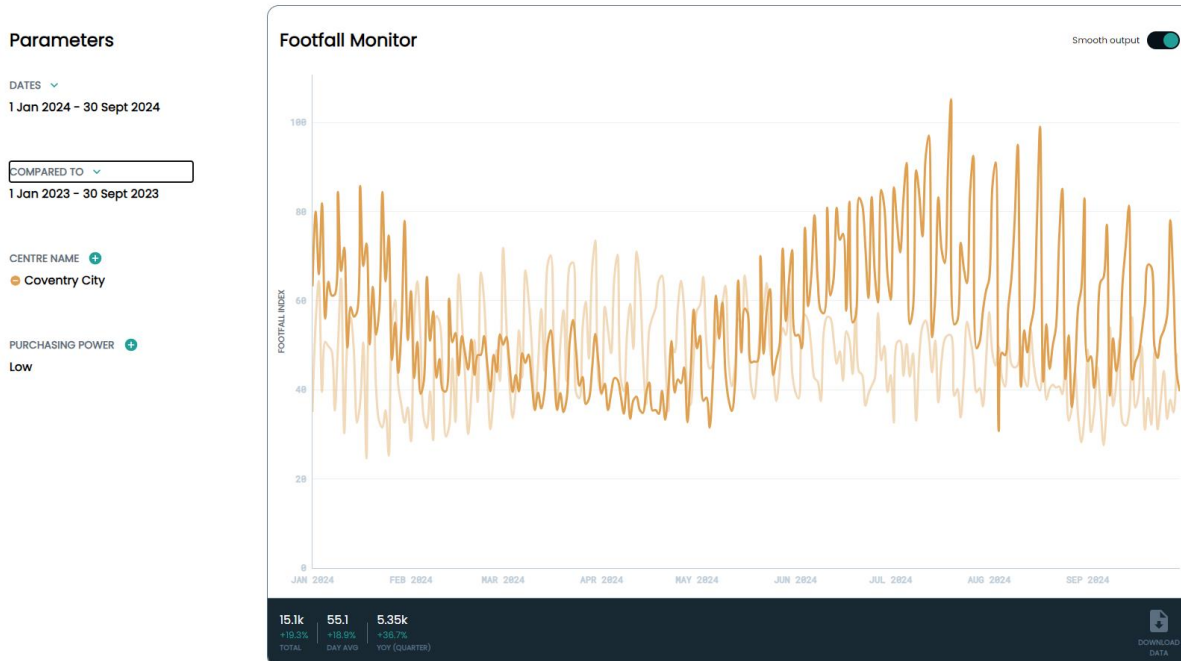 Parameters
DATES
1 Jan 2024 - 30 Sept 2024
COMPARED TO
1 Jan 2023 - 30 Sept 2023
CENTRE NAME
Coventry City
PURCHASING POWER
Low
Footfall Monitor
Smooth output
FOOTFALL INDEX
100
80
60
40
20
0
JAN 2024 FEB 2024 MAR 2024 APR 2024 MAY 2024 JUN 2024 JUL 2024 AUG 2024 SEP 2024
15.1k 55.1 5.35k
+19.3% +18.9% +36.7%
TOTAL DAY AVG YOY (QUARTER)
DOWNLOAD
DATA